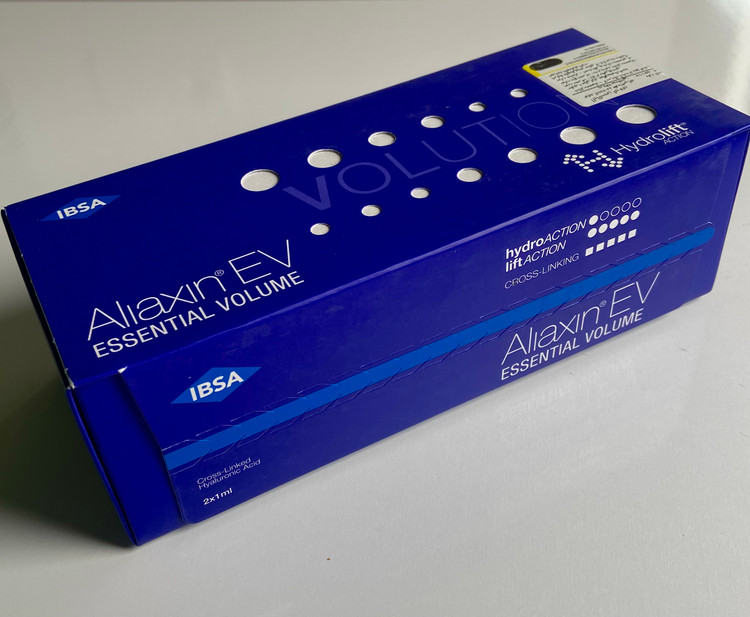 VOLUTION
Hydrolift®
ACTION
IBSA
Aliaxin® EV
ESSENTIAL VOLUME
hydroACTION
liftACTION
CROSS-LINKING
Aliaxin® EV
ESSENTIAL VOLUME
IBSA
Cross-Linked
Hyaluronic Acid
2x1ml